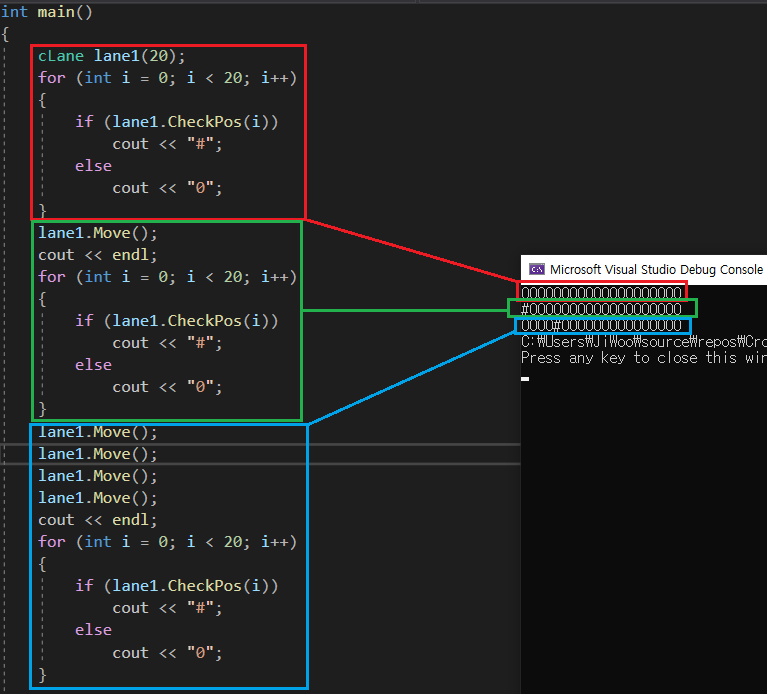 int main()
{
cLane lane1(20);
for (int i = 0; i < 20; i++)
{
if (lane1.CheckPos(i))
cout << "#";
else
cout << "0";
}
lane1.Move();
cout << endl;
for (int i = 0; i < 20; i++)
{
if (lane1.CheckPos(i))
cout << "#";
else
cout << "0";
}
lane1.Move();
lane1.Move();
lane1.Move();
lane1.Move();
cout << endl;
for (int i = 0; i < 20; i++)
{
if (lane1.CheckPos(i))
cout << "#";
else
cout << "0";
}
C:\ Microsoft Visual Studio Debug Console
00000000000000000000
#0000000000000000000
0000#000000000000000
C:₩Users₩JiWoo₩source₩repos₩Cro
Press any key to close this win